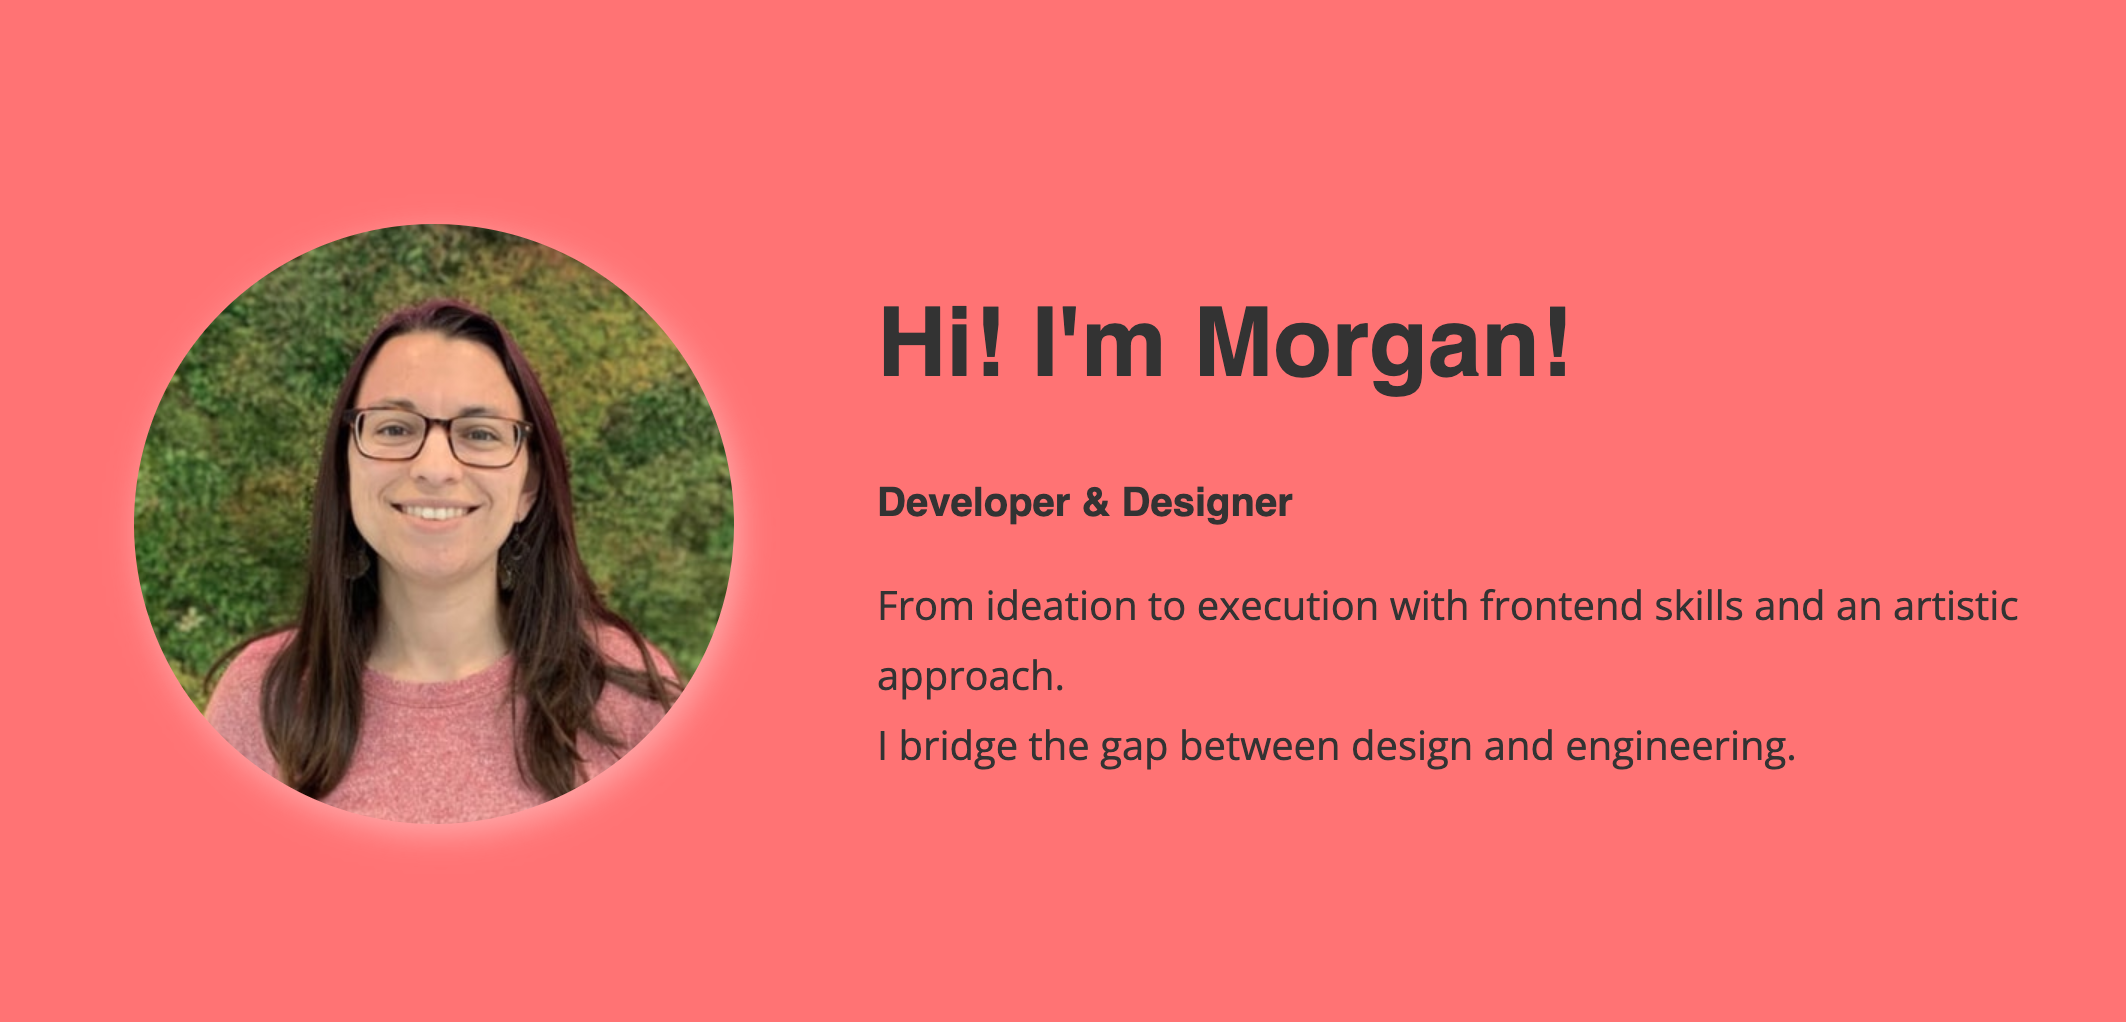 Hi! I'm Morgan!
Developer & Designer
From ideation to execution with frontend skills and an artistic
approach.
I bridge the gap between design and engineering.